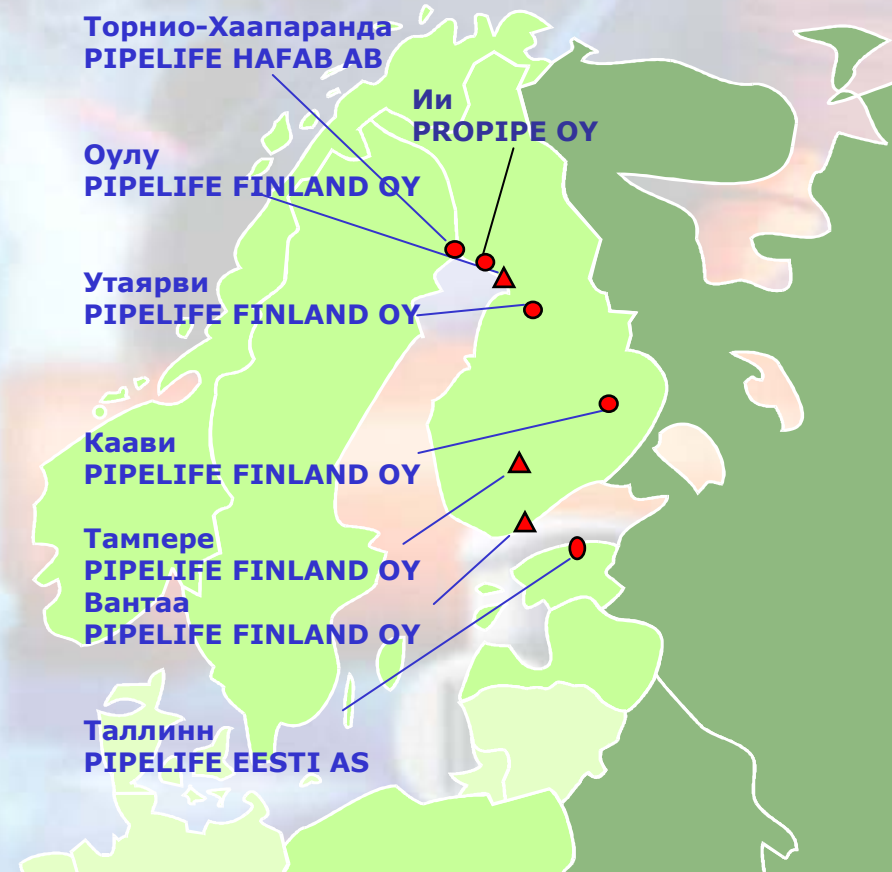 Торнио-Хаапаранда
PIPELIFE HAFAB AB
Ии
PROPIPE OY
Оулу
PIPELIFE FINLAND OY
Утаярви
PIPELIFE FINLAND OY
Каави
PIPELIFE FINLAND OY
Тампере
PIPELIFE FINLAND OY
Вантаа
PIPELIFE FINLAND OY
Таллинн
PIPELIFE EESTI AS